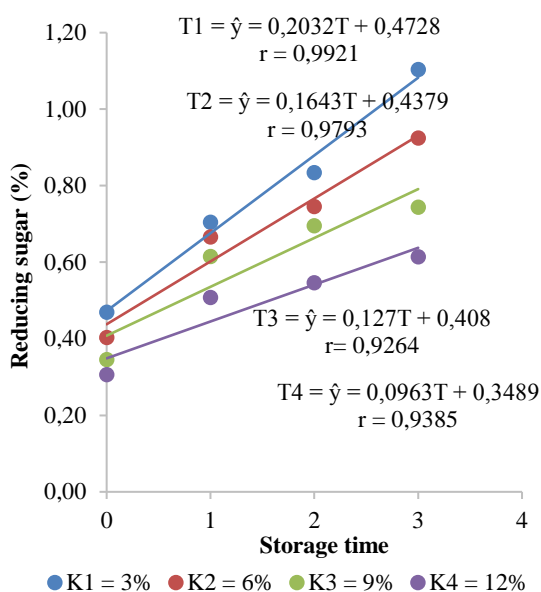 T1 = ŷ = 0,2032T + 0,4728
r = 0,9921
T2 = ŷ = 0,1643T + 0,4379
r = 0,9793
T3 = ŷ = 0,127T + 0,408
r= 0,9264
T4 = ŷ = 0,0963T + 0,3489
r = 0,9385
Reducing sugar (%)
1,20
1,00
0,80
0,60
0,40
0,20
0,00
0 1 2 3 4
Storage time
K1 = 3% K2 = 6% K3 = 9% K4 = 12%